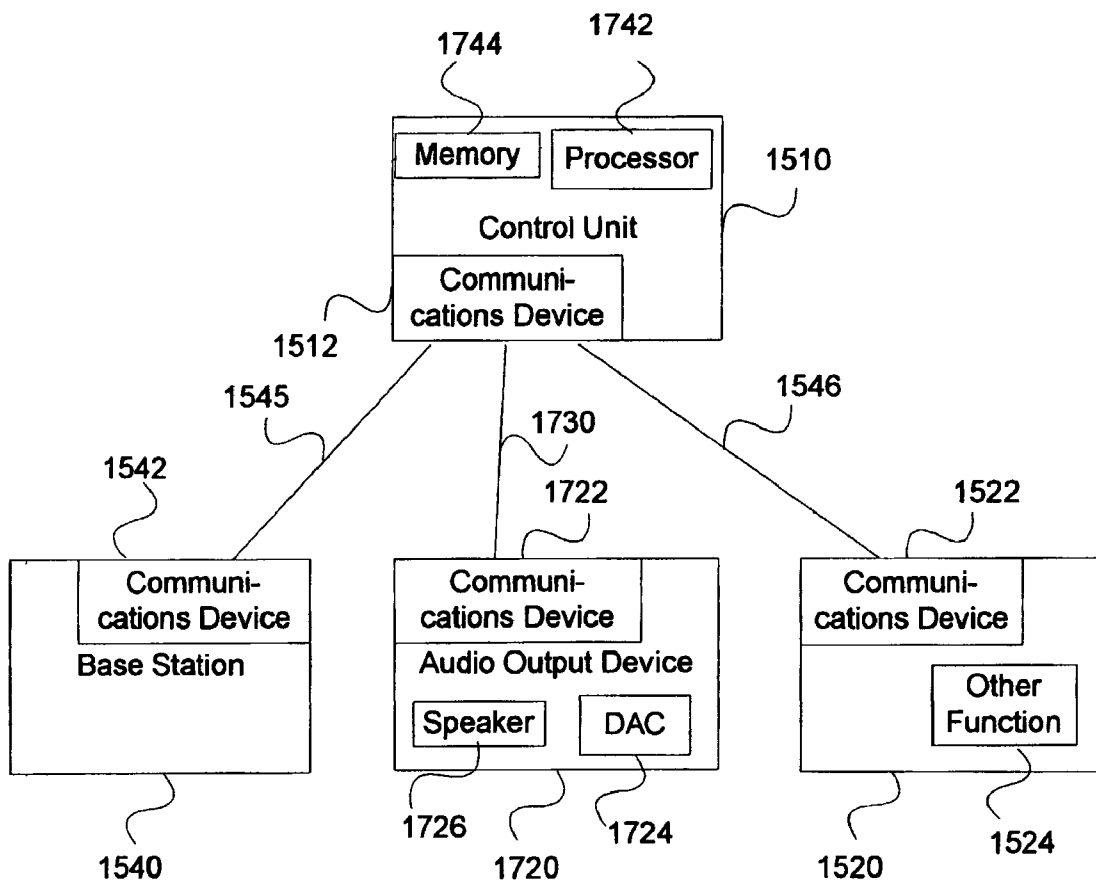 1744
1742
Memory
Processor
1510
Control Unit
Communi-
cations Device
1512
1545
1730
1546
1542
1722
1522
Communi-
cations Device
Base Station
Communi-
cations Device
Audio Output Device
Speaker
DAC
Communi-
cations Device
Other
Function
1540
1726
1720
1724
1520
1524